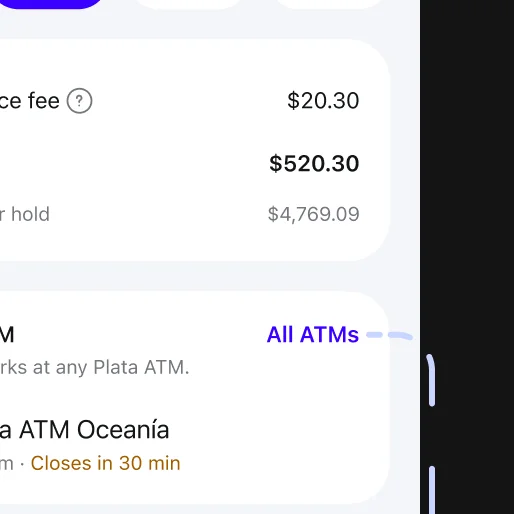 ce fee ? $20.30
$520.30
r hold $4,769.09
M All ATMs
rks at any Plata ATM.
a ATM Oceanía
m · Closes in 30 min